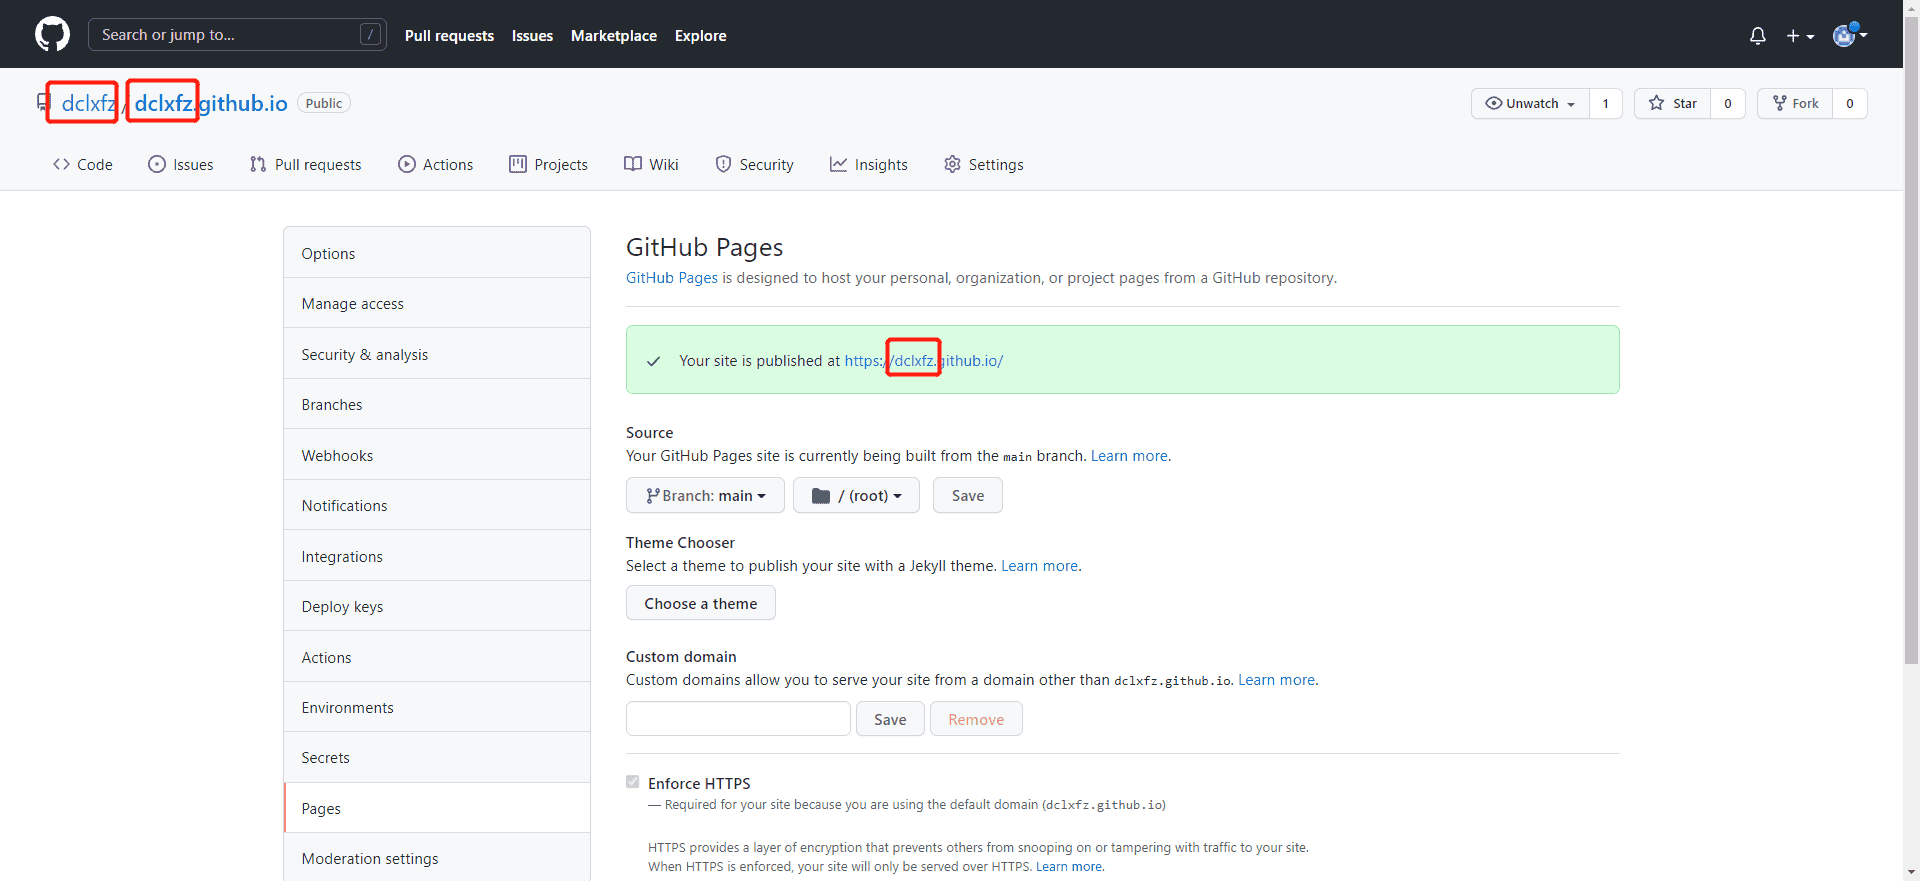 Search or jump to... /
Pull requests Issues Marketplace Explore
dclxfz / dclxfz.github.io Public
Unwatch 1 Star 0 Fork 0
Code Issues Pull requests Actions Projects Wiki Security Insights Settings
Options
Manage access
Security & analysis
Branches
Webhooks
Notifications
Integrations
Deploy keys
Actions
Environments
Secrets
Pages
Moderation settings
GitHub Pages
GitHub Pages is designed to host your personal, organization, or project pages from a GitHub repository.
Your site is published at https://dclxfz.github.io/
Source
Your GitHub Pages site is currently being built from the main branch. Learn more.
Branch: main / (root) Save
Theme Chooser
Select a theme to publish your site with a Jekyll theme. Learn more.
Choose a theme
Custom domain
Custom domains allow you to serve your site from a domain other than dclxfz.github.io. Learn more.
Save Remove
Enforce HTTPS
— Required for your site because you are using the default domain (dclxfz.github.io)
HTTPS provides a layer of encryption that prevents others from snooping on or tampering with traffic to your site.
When HTTPS is enforced, your site will only be served over HTTPS. Learn more.